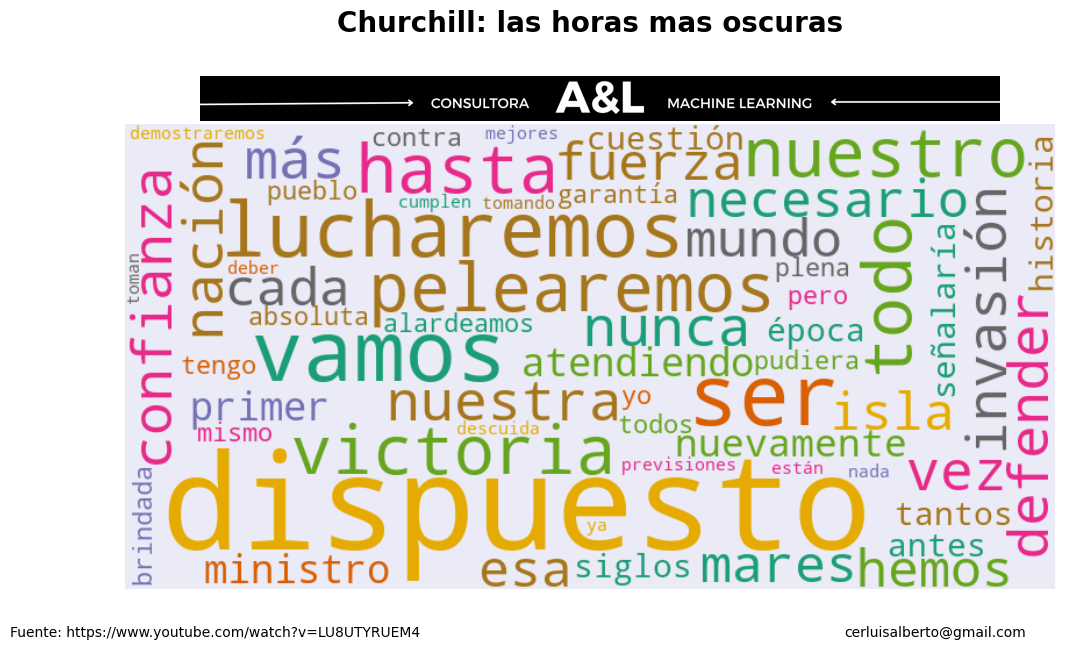 Churchill: las horas mas oscuras
CONSULTORA A&L MACHINE LEARNING
demostraremos
contra
mejores
cuestión
nuestro
nación
más
hasta
fuerza
historia
pueblo
cumplen
tomando
garantía
necesario
confianza
lucharemos
mundo
todo
invasión
toman
deber
cada
pelearemos
plena
pero
señalaría
absoluta
alardeamos
nunca
época
defender
tengo
vamos
atendiendo
pudiera
primer
nuestra
yo
ser
isla
mismo
descuida
todos
victoria
nuevamente
previsiones
están
nada
vez
brindada
dispuesto
ya
tantos
antes
ministro
esa
siglos
mares
hemos
Fuente: https://www.youtube.com/watch?v=LU8UTYRUEM4
cerluisalberto@gmail.com